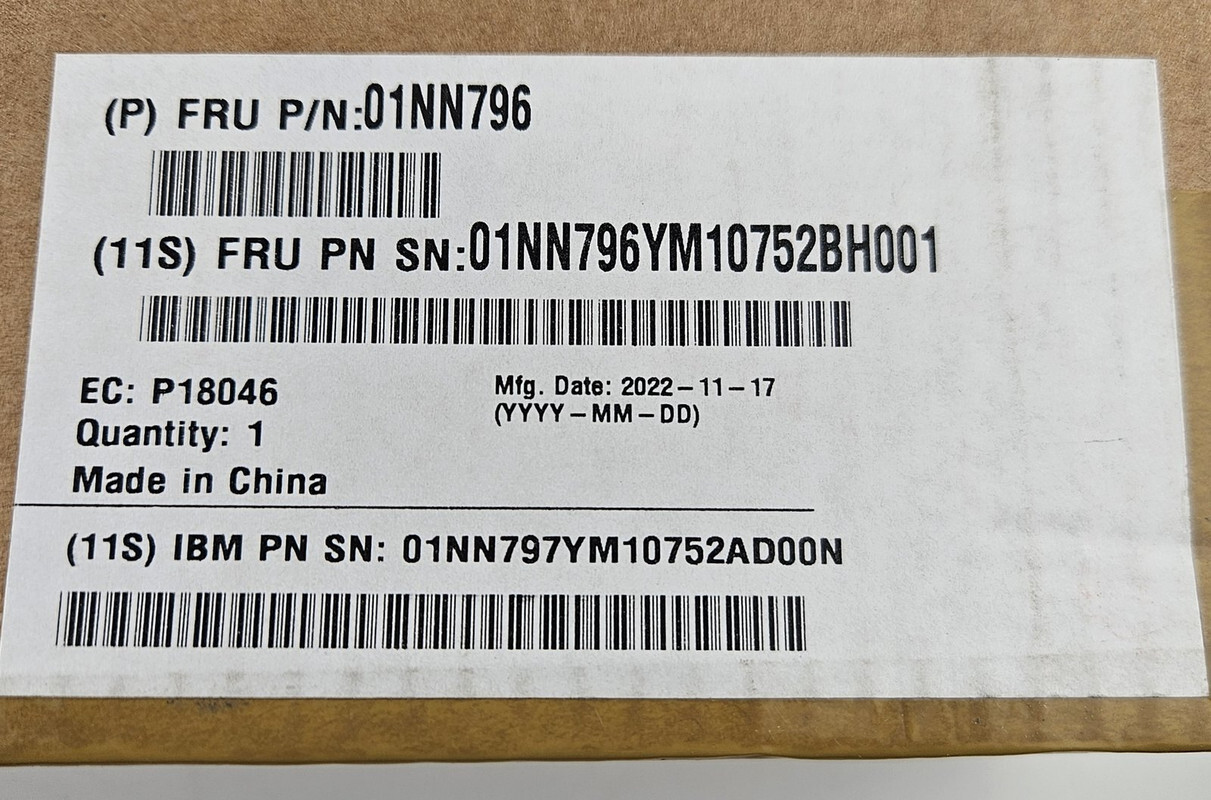 (P) FRU P/N:01NN796
(11S) FRU PN SN:01NN796YM10752BH001
EC: P18046
Mfg. Date: 2022-11-17
(YYYY-MM-DD)
Quantity: 1
Made in China
(11S) IBM PN SN: 01NN797YM10752AD00N